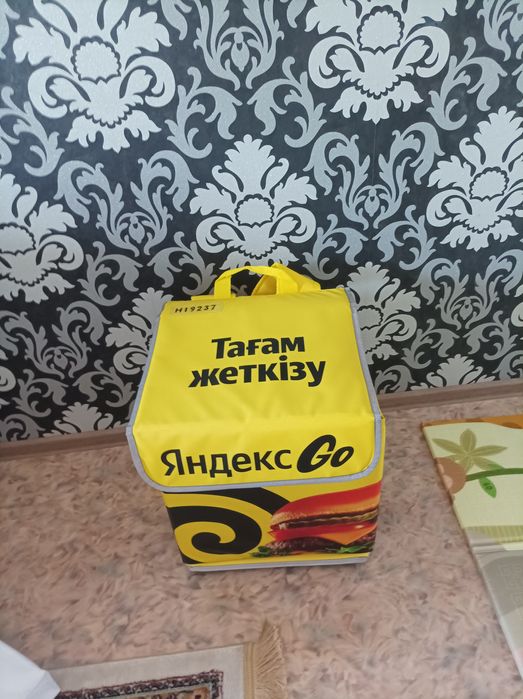 H19237
Тағам
жеткізу
Яндекс Go